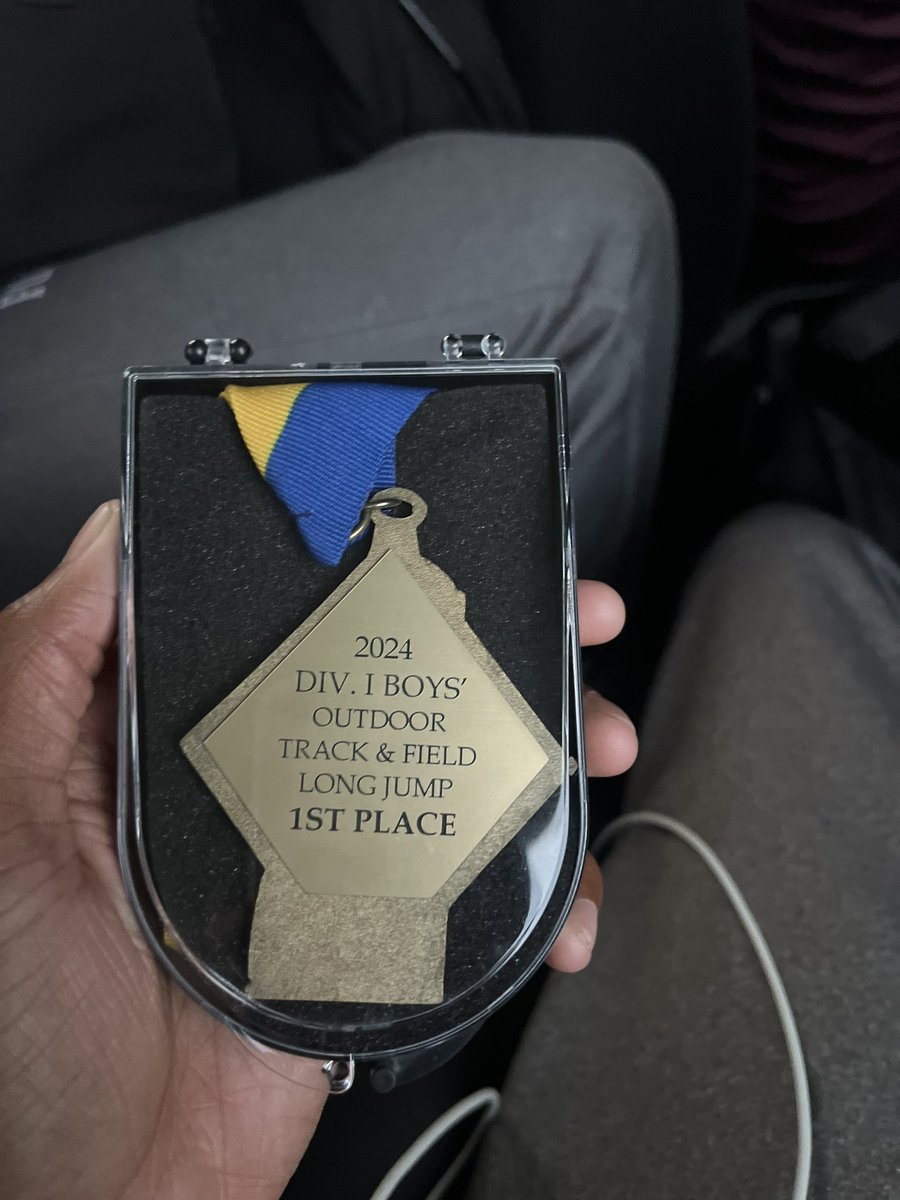 2024
DIV. I BOYS'
OUTDOOR
TRACK & FIELD
LONG JUMP
1ST PLACE